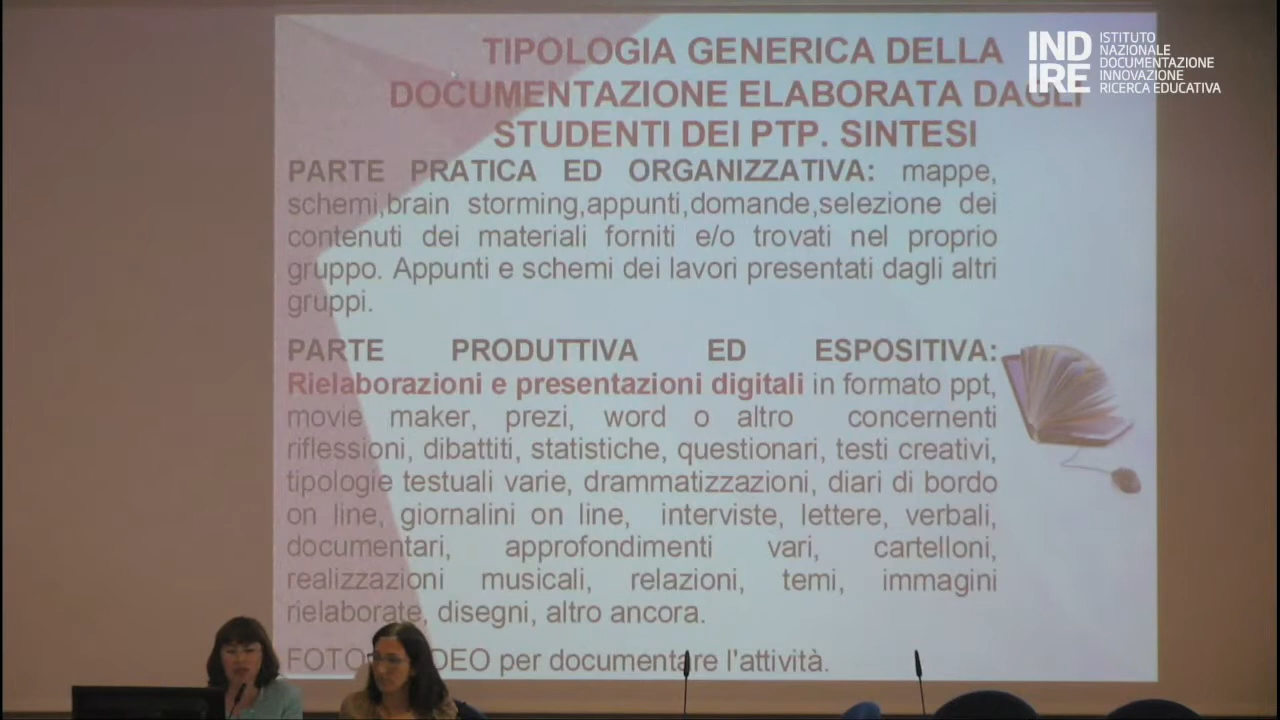 TIPOLOGIA GENERICA DELLA
DOCUMENTAZIONE ELABORATA DAGLI
STUDENTI DEI PTP. SINTESI
PARTE PRATICA ED ORGANIZZATIVA: mappe,
schemi,brain storming,appunti,domande,selezione dei
contenuti dei materiali forniti e/o trovati nel proprio
gruppo. Appunti e schemi dei lavori presentati dagli altri
gruppi.
PARTE PRODUTTIVA ED ESPOSITIVA:
Rielaborazioni e presentazioni digitali in formato ppt,
movie maker, prezi, word o altro concernenti
riflessioni, dibattiti, statistiche, questionari, testi creativi,
tipologie testuali varie, drammatizzazioni, diari di bordo
on line, giornalini on line, interviste, lettere, verbali,
documentari, approfondimenti vari, cartelloni,
realizzazioni musicali, relazioni, temi, immagini
rielaborate, disegni, altro ancora.
per documentare l'attività.
IND
IRE
ISTITUTO
NAZIONALE
DOCUMENTAZIONE
INNOVAZIONE
RICERCA EDUCATIVA